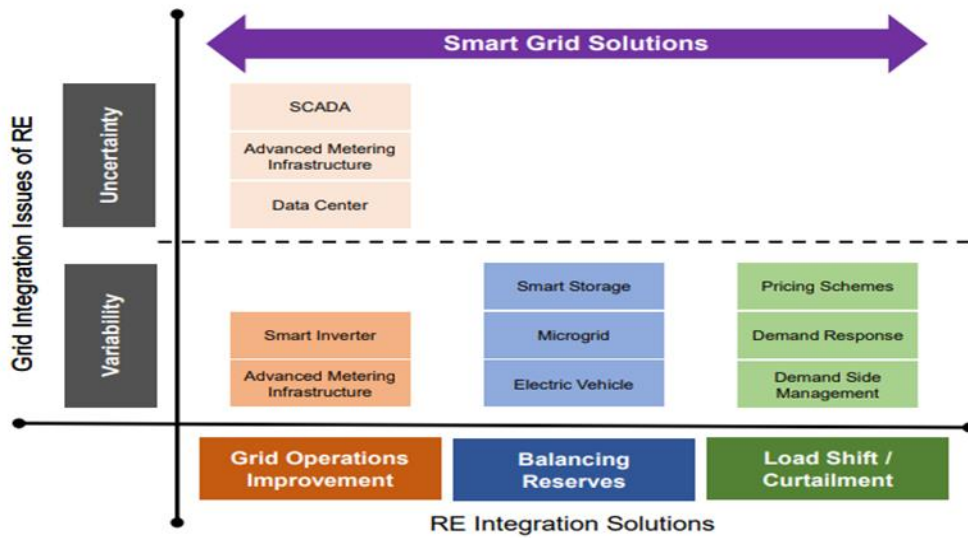 Smart Grid Solutions
Grid Integration Issues of RE
Uncertainty
SCADA
Advanced Metering
Infrastructure
Data Center
Variability
Smart Inverter
Advanced Metering
Infrastructure
Smart Storage
Microgrid
Electric Vehicle
Pricing Schemes
Demand Response
Demand Side
Management
Grid Operations
Improvement
Balancing
Reserves
Load Shift /
Curtailment
RE Integration Solutions